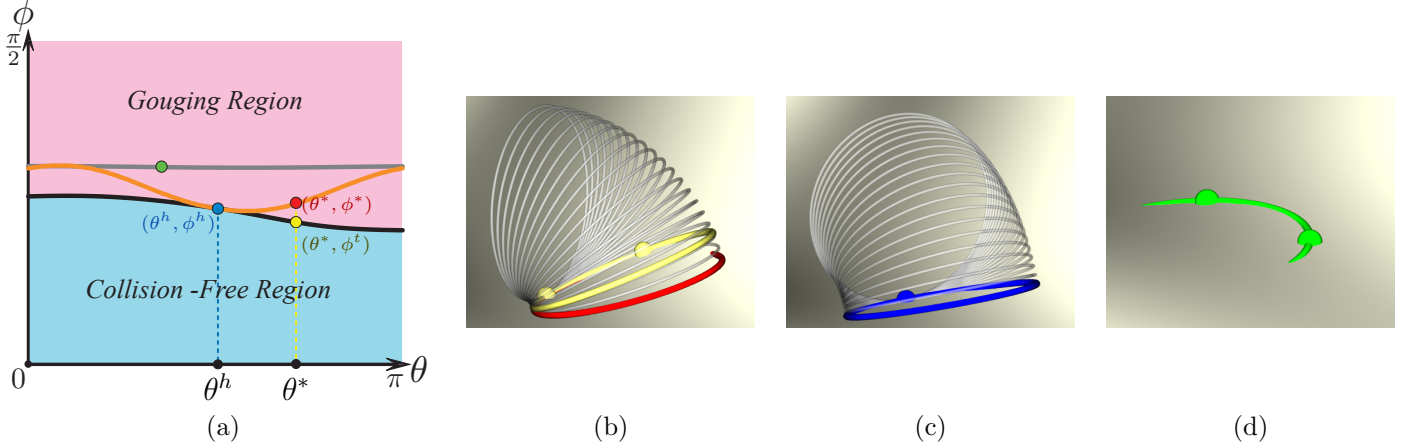 ϕ
π/2
Gouging Region
(θ*, ϕ*)
(θʰ, ϕʰ)
(θ*, ϕᵗ)
Collision -Free Region
0
θʰ
θ*
π θ
(a)
(b)
(c)
(d)